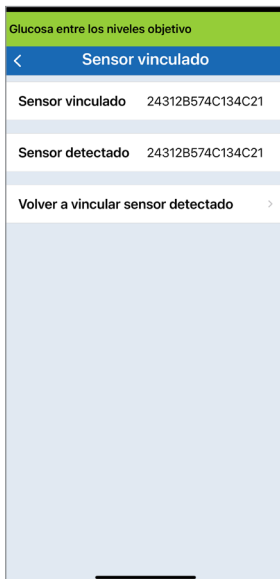 Glucosa entre los niveles objetivo
Sensor vinculado
Sensor vinculado 24312B574C134C21
Sensor detectado 24312B574C134C21
Volver a vincular sensor detectado